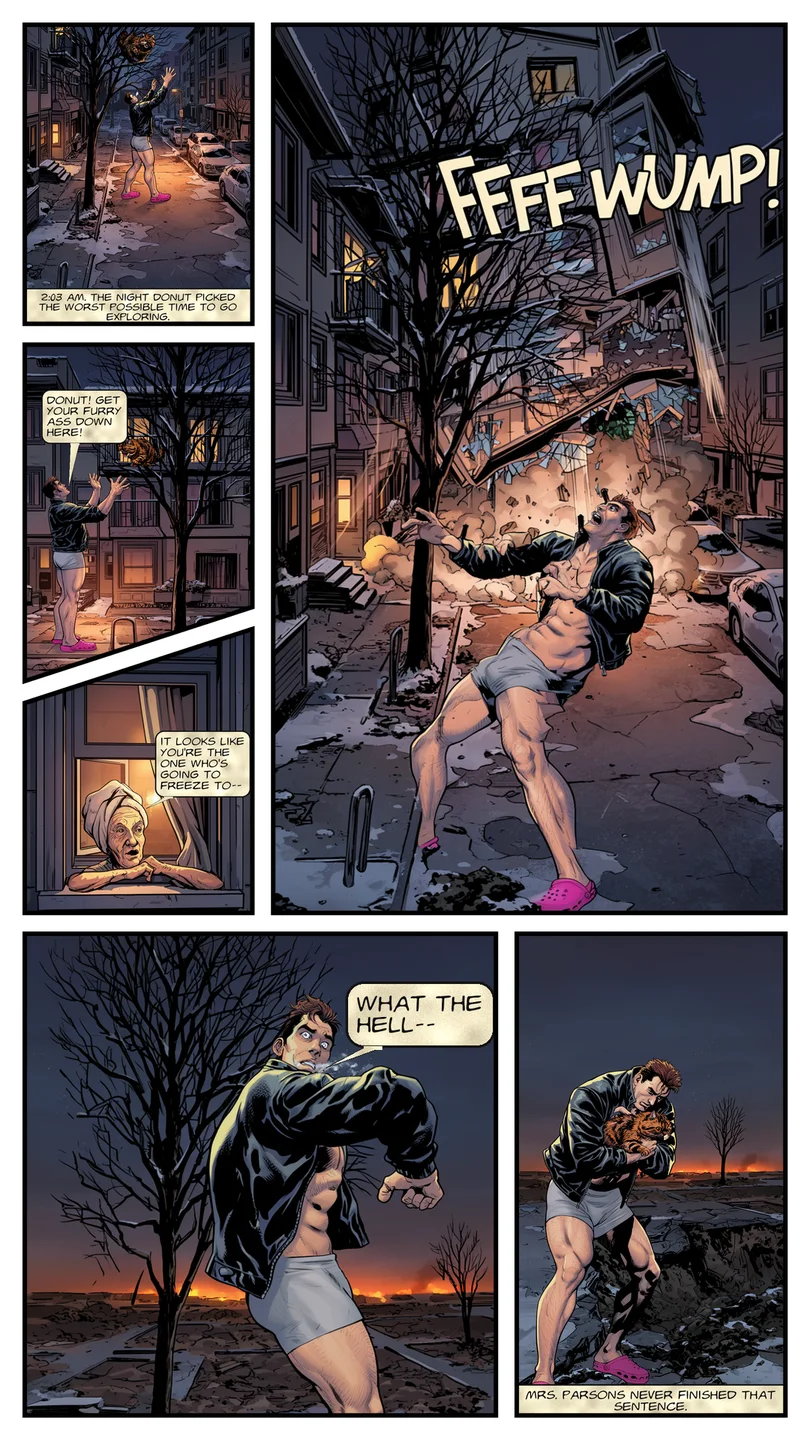 2:03 AM. THE NIGHT DONUT PICKED
THE WORST POSSIBLE TIME TO GO
EXPLORING.
DONUT! GET
YOUR FURRY
ASS DOWN
HERE!
IT LOOKS LIKE
YOU'RE THE
ONE WHO'S
GOING TO
FREEZE TO--
FFFF WUMP!
WHAT THE
HELL--
MRS. PARSONS NEVER FINISHED THAT
SENTENCE.